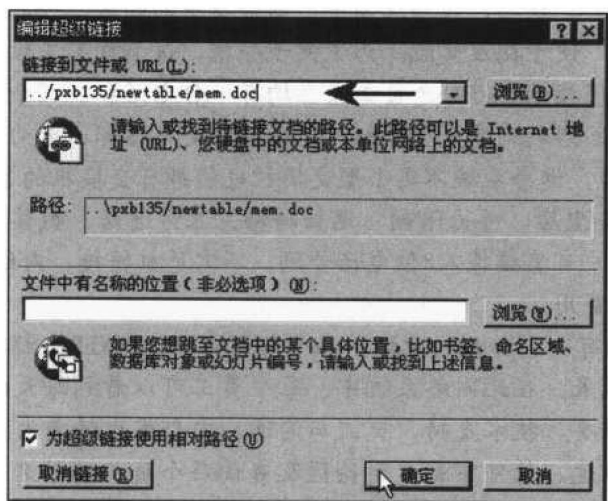 编辑超级链接
链接到文件或 URL(L):
../pxb135/newtable/mem.doc
浏览(B)...
请输入或找到待链接文档的路径。此路径可以是 Internet 地
址 (URL)、您硬盘中的文档或本单位网络上的文档。
路径:
..\pxb135/newtable/mem.doc
文件中有名称的位置(非必选项)(N):
浏览(W)...
如果您想跳至文档中的某个具体位置,比如书签、命名区域、
数据库对象或幻灯片编号,请输入或找到上述信息。
为超级链接使用相对路径(U)
取消链接(R)
确定
取消